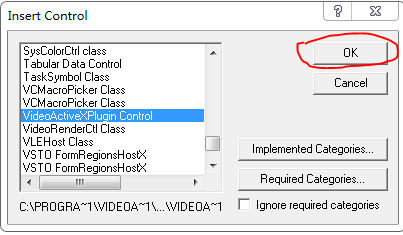 Insert Control
SysColorCtrl class
Tabular Data Control
TaskSymbol Class
VCMacroPicker Class
VCMacroPicker Class
VideoActiveXPlugin Control
VideoRenderCtl Class
VLEHost Class
VSTO FormRegionsHostX
VSTO FormRegionsHostX
C:\PROGRA~1\VIDEOA~1\...\VIDEOA~1
OK
Cancel
Implemented Categories...
Required Categories...
Ignore required categories